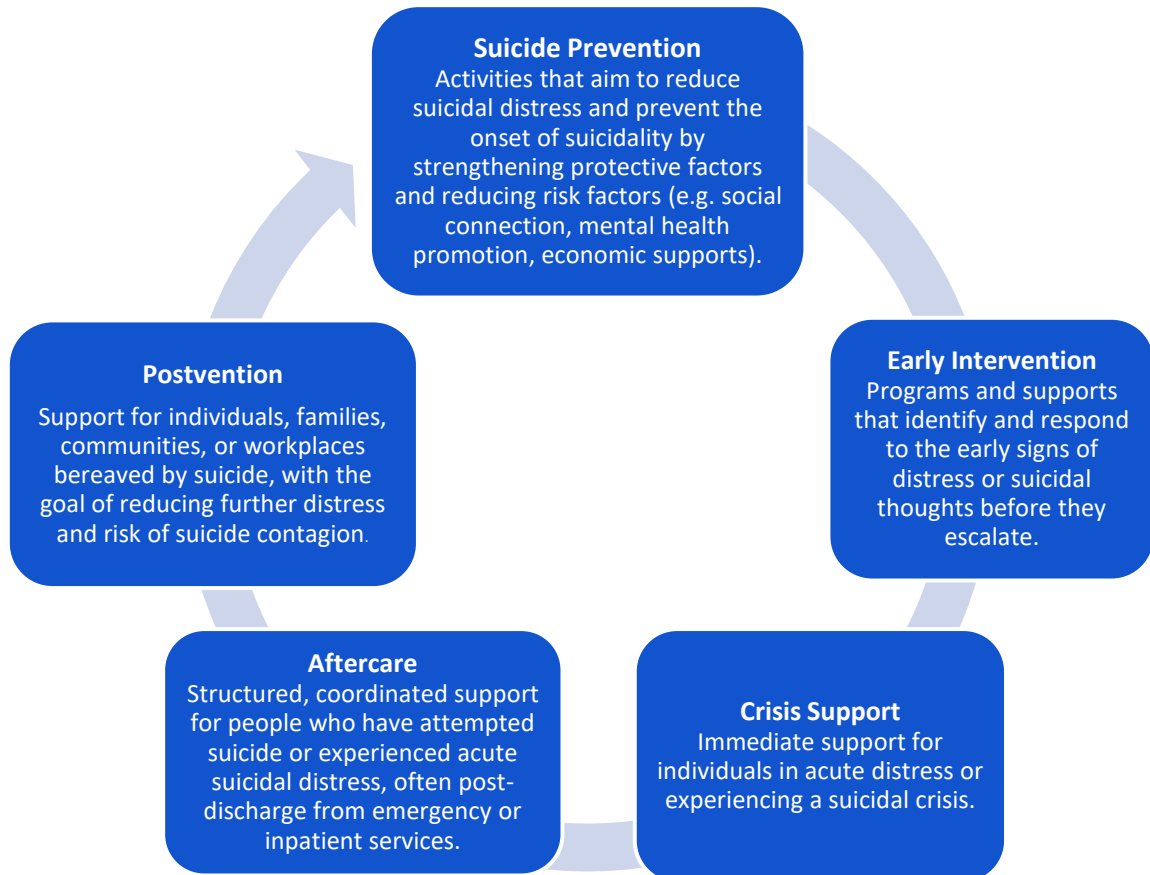 Suicide Prevention
Activities that aim to reduce
suicidal distress and prevent the
onset of suicidality by
strengthening protective factors
and reducing risk factors (e.g. social
connection, mental health
promotion, economic supports).
Early Intervention
Programs and supports
that identify and respond
to the early signs of
distress or suicidal
thoughts before they
escalate.
Crisis Support
Immediate support for
individuals in acute distress or
experiencing a suicidal crisis.
Aftercare
Structured, coordinated support
for people who have attempted
suicide or experienced acute
suicidal distress, often post-
discharge from emergency or
inpatient services.
Postvention
Support for individuals, families,
communities, or workplaces
bereaved by suicide, with the
goal of reducing further distress
and risk of suicide contagion.